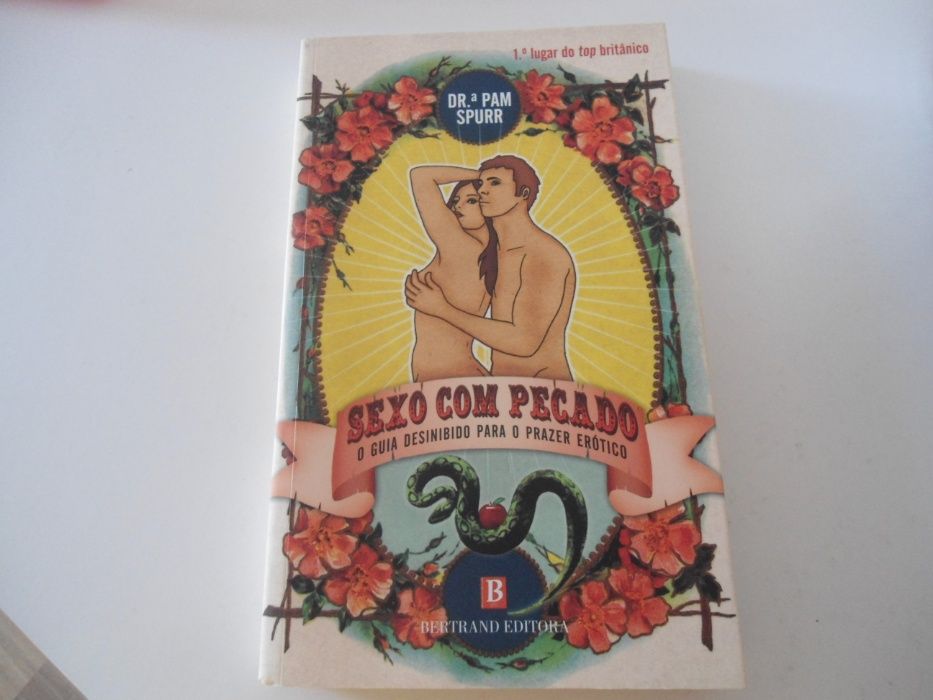 1.º lugar do top britânico
DR.ª PAM
SPURR
SEXO COM PECADO
O GUIA DESINIBIDO PARA O PRAZER ERÓTICO
B
BERTRAND EDITORA